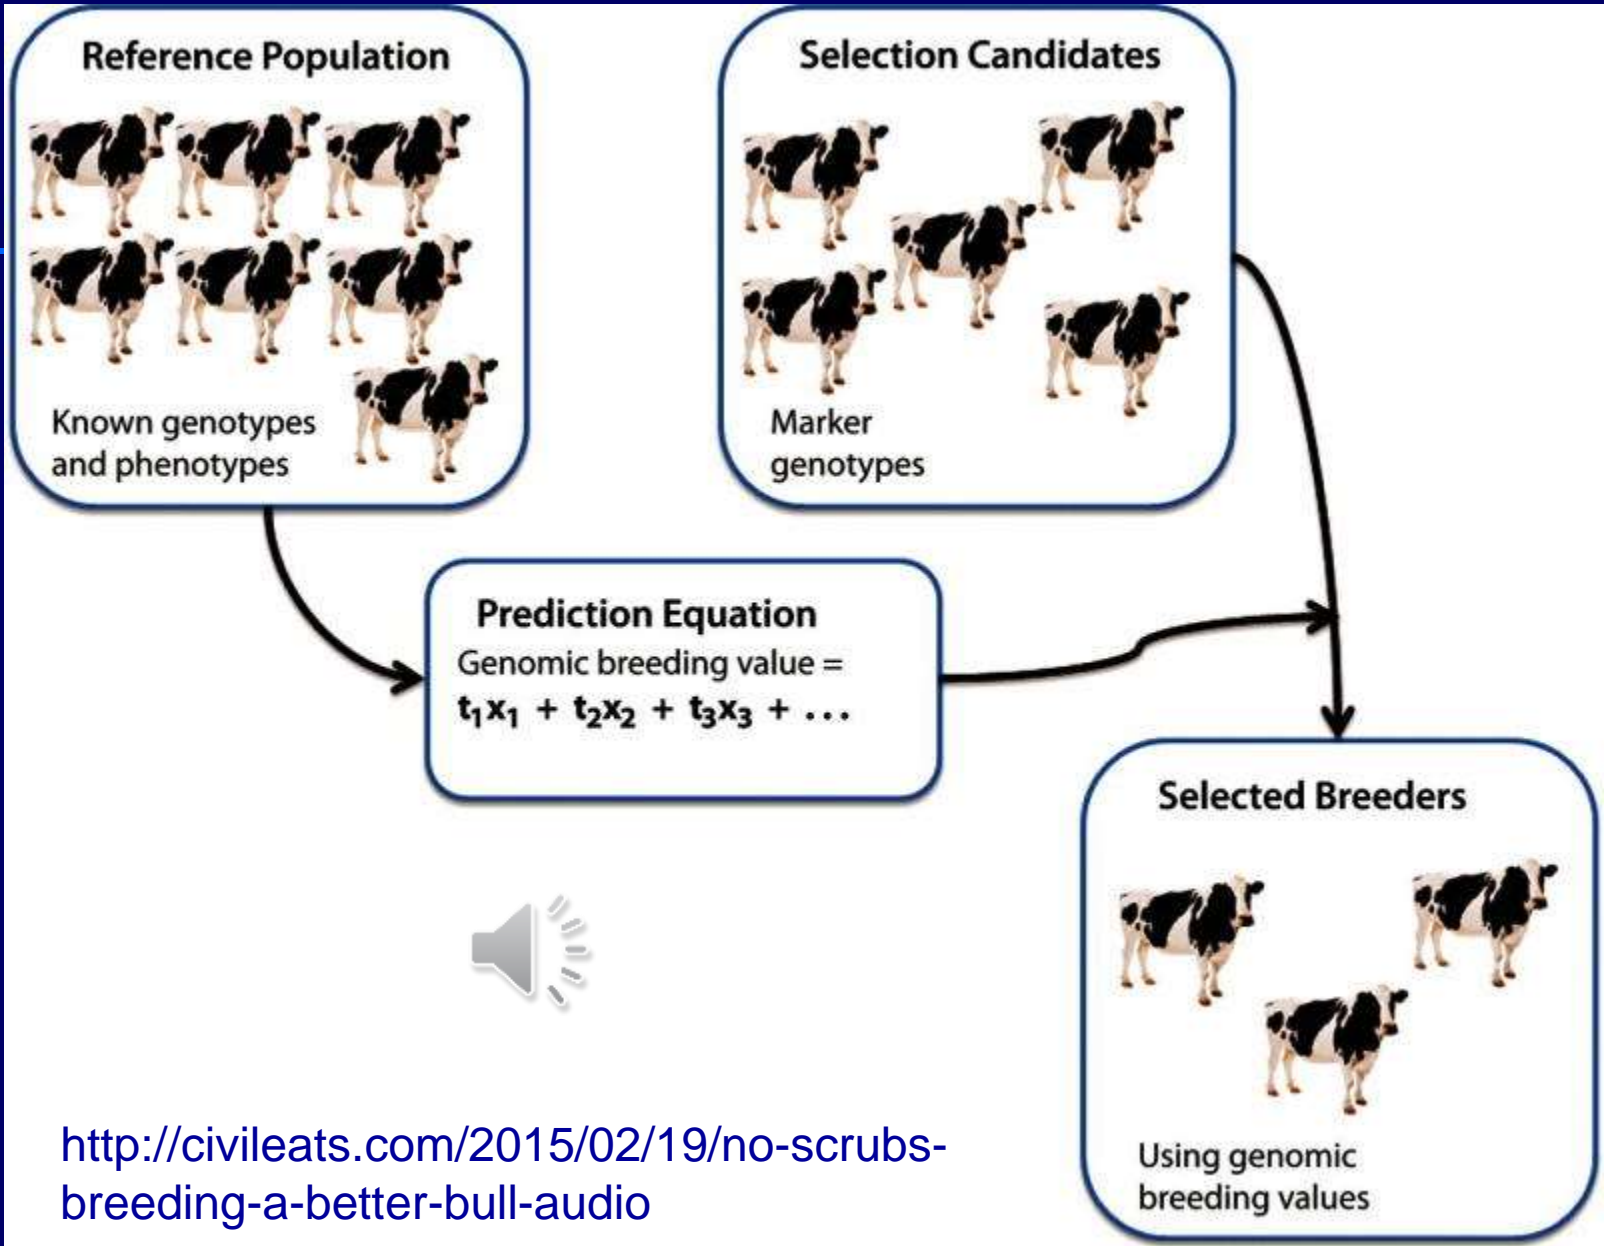 Reference Population
Known genotypes
and phenotypes
Selection Candidates
Marker
genotypes
Prediction Equation
Genomic breeding value =
t₁x₁ + t₂x₂ + t₃x₃ + ...
Selected Breeders
Using genomic
breeding values
http://civileats.com/2015/02/19/no-scrubs-
breeding-a-better-bull-audio